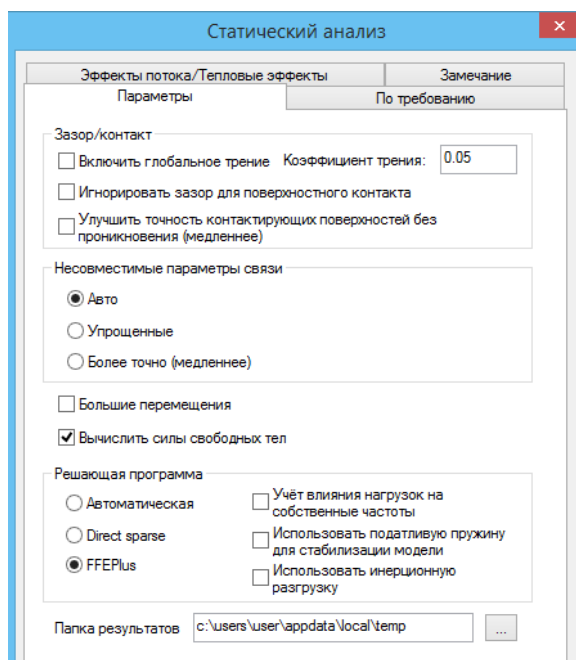 Статический анализ
Эффекты потока/Тепловые эффекты
Замечание
Параметры
По требованию
Зазор/контакт
Включить глобальное трение
Коэффициент трения:
0.05
Игнорировать зазор для поверхностного контакта
Улучшить точность контактирующих поверхностей без
проникновения (медленнее)
Несовместимые параметры связи
Авто
Упрощенные
Более точно (медленнее)
Большие перемещения
Вычислить силы свободных тел
Решающая программа
Автоматическая
Direct sparse
FFEPlus
Учёт влияния нагрузок на
собственные частоты
Использовать податливую пружину
для стабилизации модели
Использовать инерционную
разгрузку
Папка результатов
c:\users\user\appdata\local\temp
...